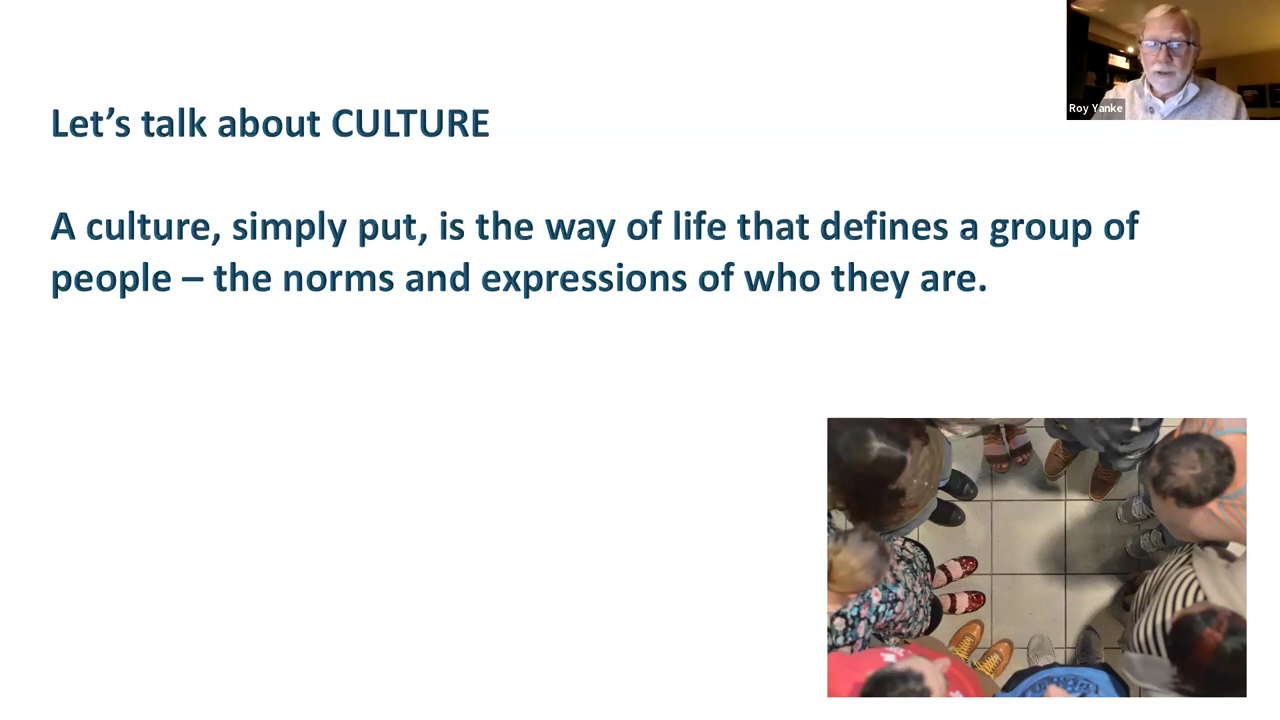 Roy Yanke
Let's talk about CULTURE
A culture, simply put, is the way of life that defines a group of
people – the norms and expressions of who they are.